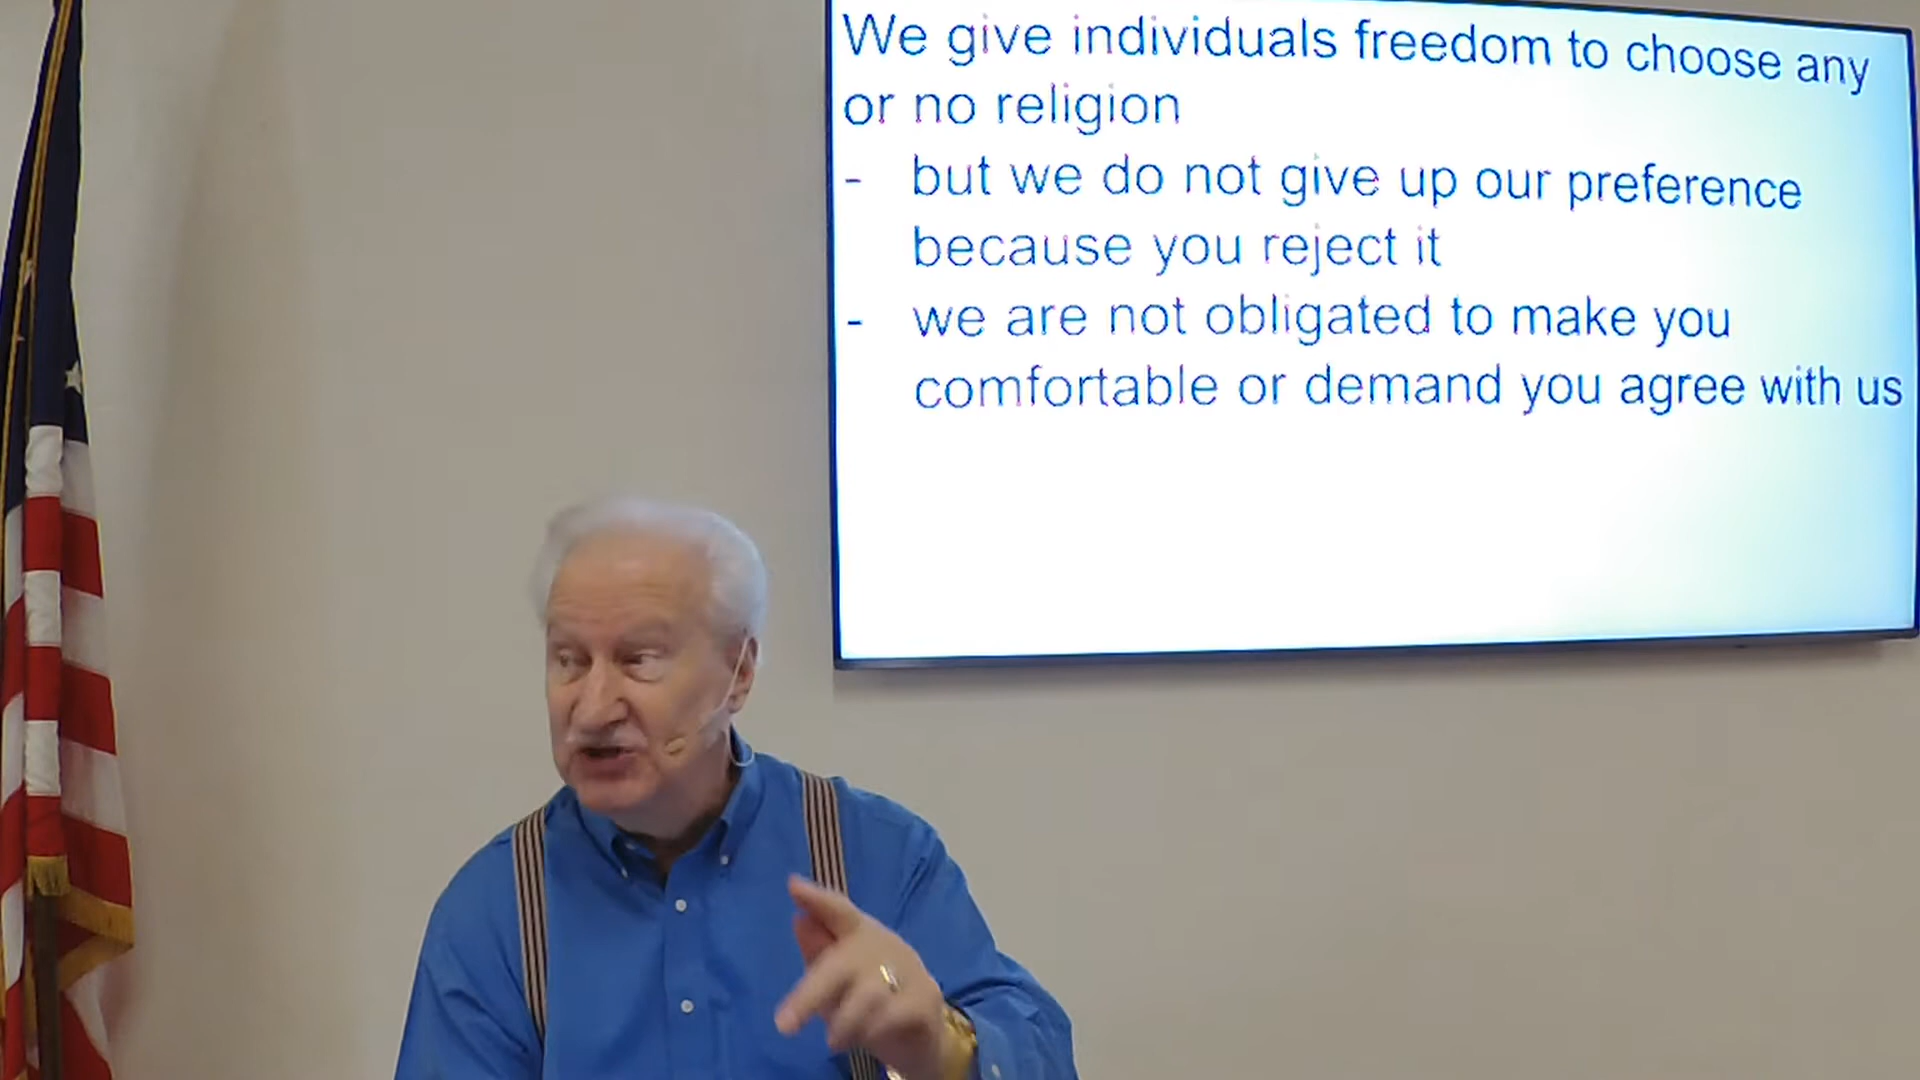 We give individuals freedom to choose any
or no religion
- but we do not give up our preference
because you reject it
- we are not obligated to make you
comfortable or demand you agree with us